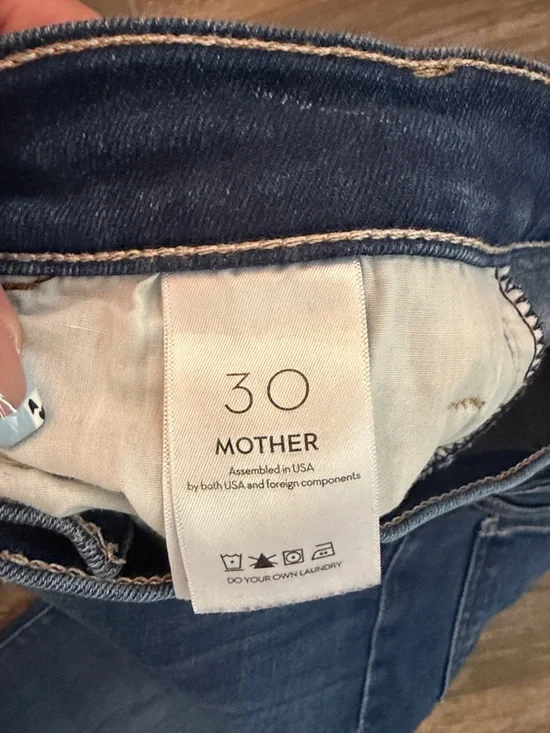 30
MOTHER
Assembled in USA
by both USA and foreign components
DO YOUR OWN LAUNDRY